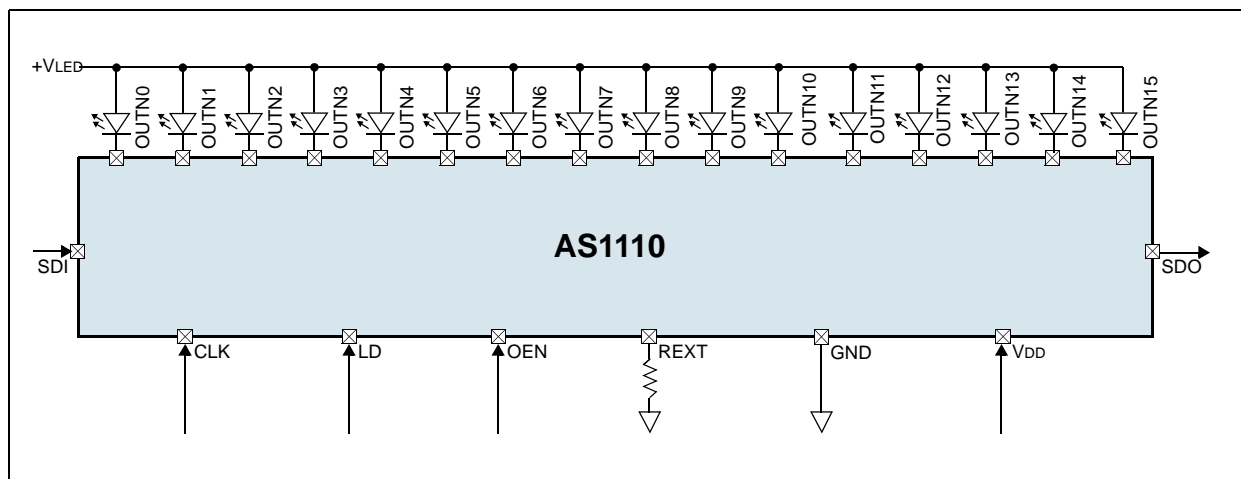 +VLED
OUTN0
OUTN1
OUTN2
OUTN3
OUTN4
OUTN5
OUTN6
OUTN7
OUTN8
OUTN9
OUTN10
OUTN11
OUTN12
OUTN13
OUTN14
OUTN15
AS1110
SDI
SDO
CLK
LD
OEN
REXT
GND
VDD